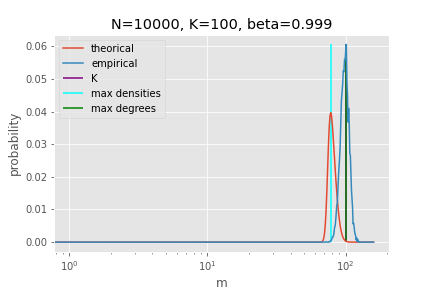 N=10000, K=100, beta=0.999
theorical
empirical
K
max densities
max degrees
probability
0.06
0.05
0.04
0.03
0.02
0.01
0.00
10^0
10^1
10^2
m